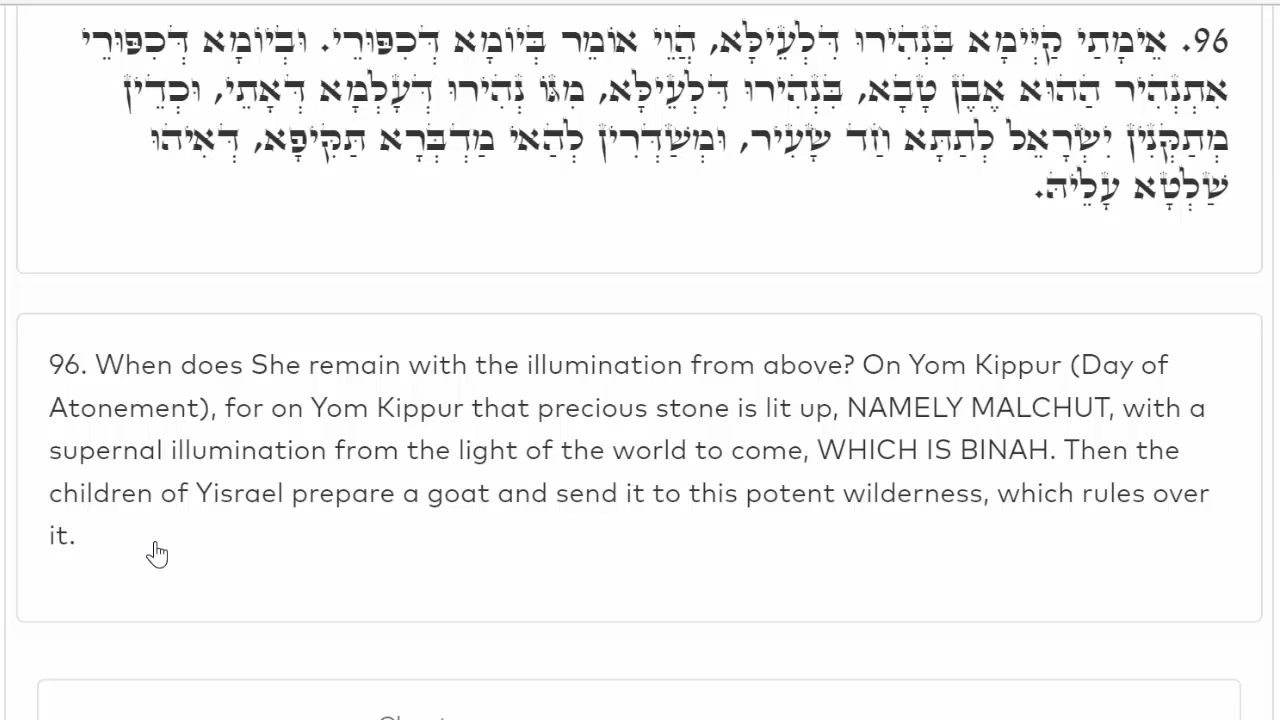 96. אֵימָתַי קַיְּימָא בִּנְהִירוּ דִּלְעֵילָּא, הֲוֵי אוֹמֵר בְּיוֹמָא דְּכִפּוּרֵי. וּבְיוֹמָא דְּכִפּוּרֵי
אִתְנְהִיר הַהוּא אֶבֶן טָבָא, בִּנְהִירוּ דִּלְעֵילָּא, מִגּוֹ נְהִירוּ דְּעָלְמָא דְּאָתֵי, וּכְדֵין
מְתַקְּנִין יִשְׂרָאֵל לְתַתָּא חַד שָׂעִיר, וּמְשַׁדְּרִין לְהַאי מַדְבְּרָא תַּקִּיפָא, דְּאִיהוּ
שַׁלְטָא עָלֵיהּ.
96. When does She remain with the illumination from above? On Yom Kippur (Day of
Atonement), for on Yom Kippur that precious stone is lit up, NAMELY MALCHUT, with a
supernal illumination from the light of the world to come, WHICH IS BINAH. Then the
children of Yisrael prepare a goat and send it to this potent wilderness, which rules over
it.